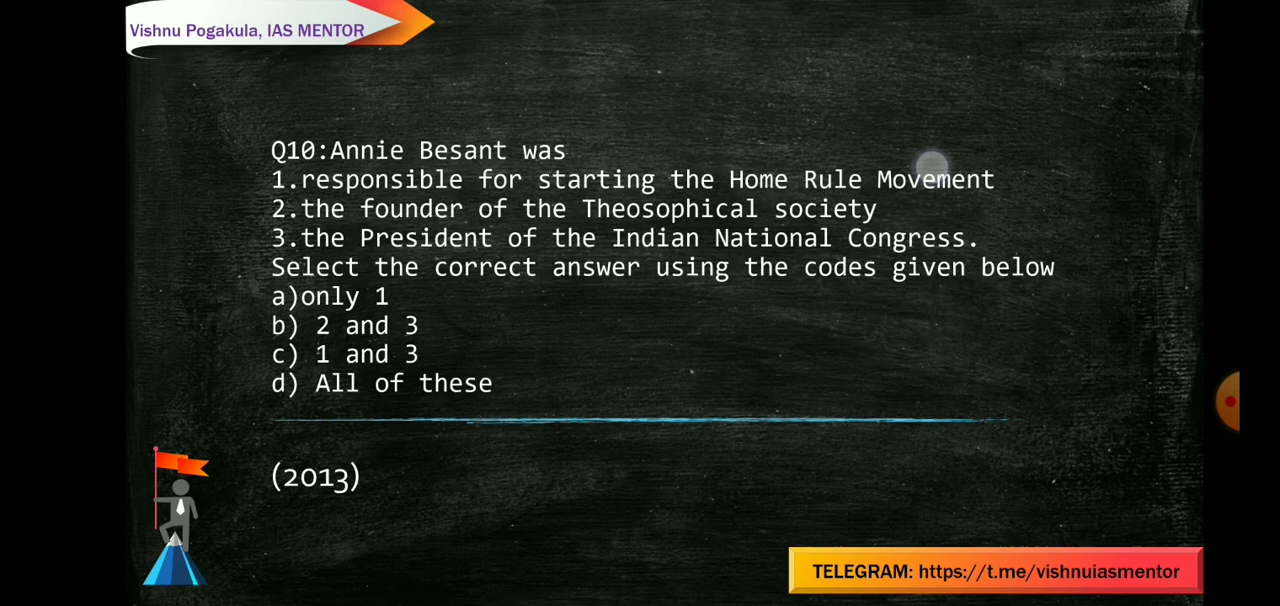 Vishnu Pogakula, IAS MENTOR
Q10:Annie Besant was
1.responsible for starting the Home Rule Movement
2.the founder of the Theosophical society
3.the President of the Indian National Congress.
Select the correct answer using the codes given below
a)only 1
b) 2 and 3
c) 1 and 3
d) All of these
(2013)
TELEGRAM: https://t.me/vishnuiasmentor